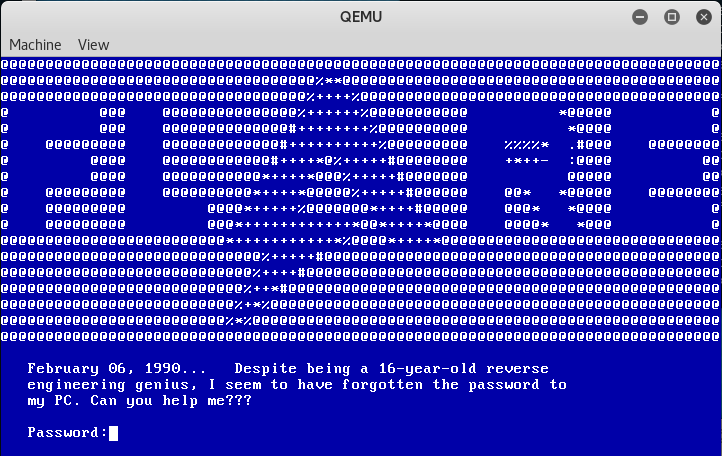 QEMU
Machine View
FLARE
February 06, 1990... Despite being a 16-year-old reverse
engineering genius, I seem to have forgotten the password to
my PC. Can you help me???
Password: